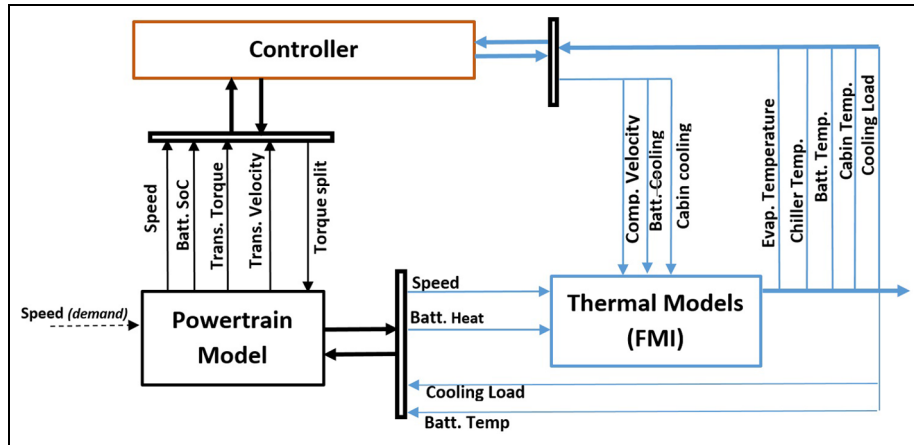 Controller
Speed
Batt. SoC
Trans. Torque
Trans. Velocity
Torque split
Comp. Velocity
Batt. Cooling
Cabin cooling
Evap. Temperature
Chiller Temp.
Batt. Temp.
Cabin Temp.
Cooling Load
Speed (demand)
Powertrain
Model
Speed
Batt. Heat
Thermal Models
(FMI)
Cooling Load
Batt. Temp